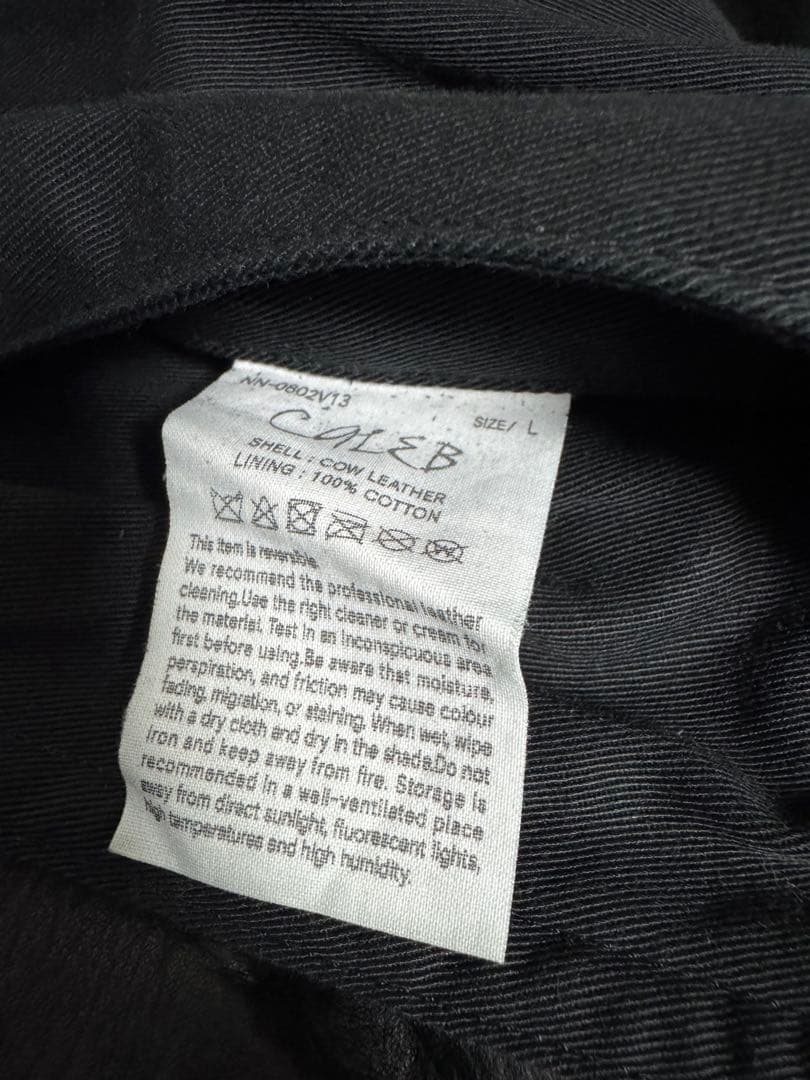 NN-0802V13
SIZE/ L
CALEB
SHELL : COW LEATHER
LINING : 100% COTTON
This item is reversible
We recommend the professional leather
cleaning.Use the right cleaner or cream for
the material. Test in an inconspicuous area
first before using.Be aware that moisture,
perspiration, and friction may cause colour
fading, migration, or staining. When wet, wipe
with a dry cloth and dry in the shade.Do not
iron and keep away from fire. Storage is
recommended in a well-ventilated place
away from direct sunlight, fluorescent lights,
high temperatures and high humidity.